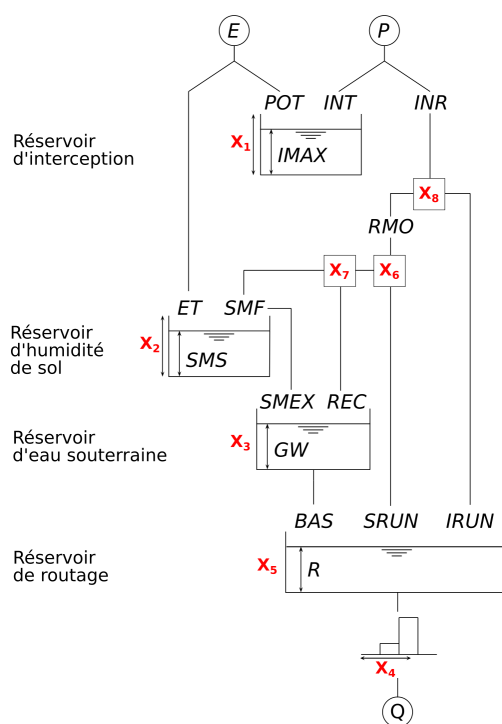 E
P
POT INT INR
Réservoir
d'interception
X1
IMAX
X8
RMO
X7
X6
ET SMF
Réservoir
d'humidité
de sol
X2
SMS
SMEX REC
Réservoir
d'eau souterraine
X3
GW
BAS SRUN IRUN
Réservoir
de routage
X5
R
X4
Q